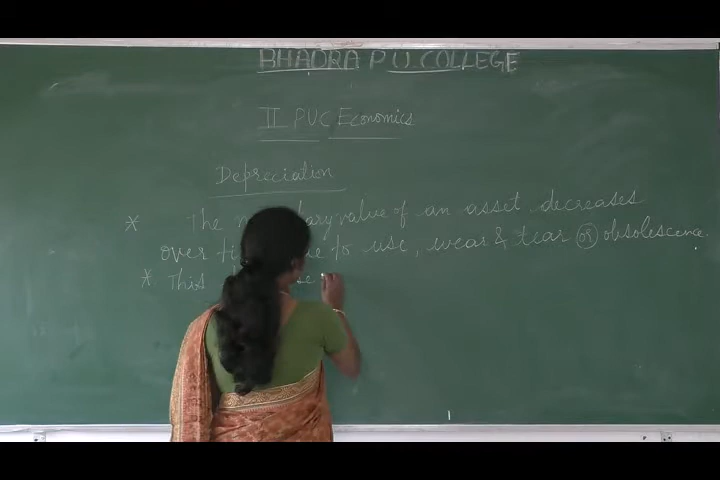 BHADRA P U COLLEGE
II PUC Economics
Depreciation
* The value of an asset decreases
over to use, wear & tear or obsolescence.
* This